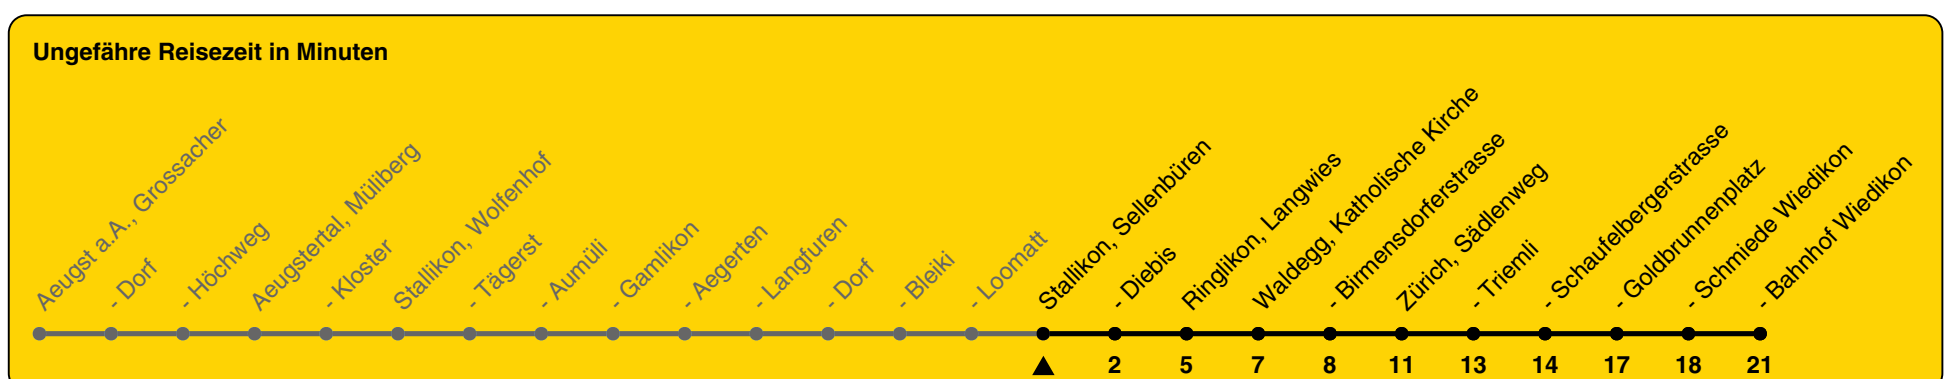 Ungefähre Reisezeit in Minuten
Aeugst a.A., Grossacher
- Dorf
- Höchweg
Aeugstertal, Müliberg
- Kloster
Stallikon, Wolfenhof
- Tägerst
- Aumüli
- Gamlikon
- Aegerten
- Langfuren
- Dorf
- Bleiki
- Loomatt
Stallikon, Sellenbüren
- Diebis
Ringlikon, Langwies
Waldegg, Katholische Kirche
- Birmensdorferstrasse
Zürich, Sädlenweg
- Triemli
- Schaufelbergerstrasse
- Goldbrunnenplatz
- Schmiede Wiedikon
- Bahnhof Wiedikon
2 5 7 8 11 13 14 17 18 21